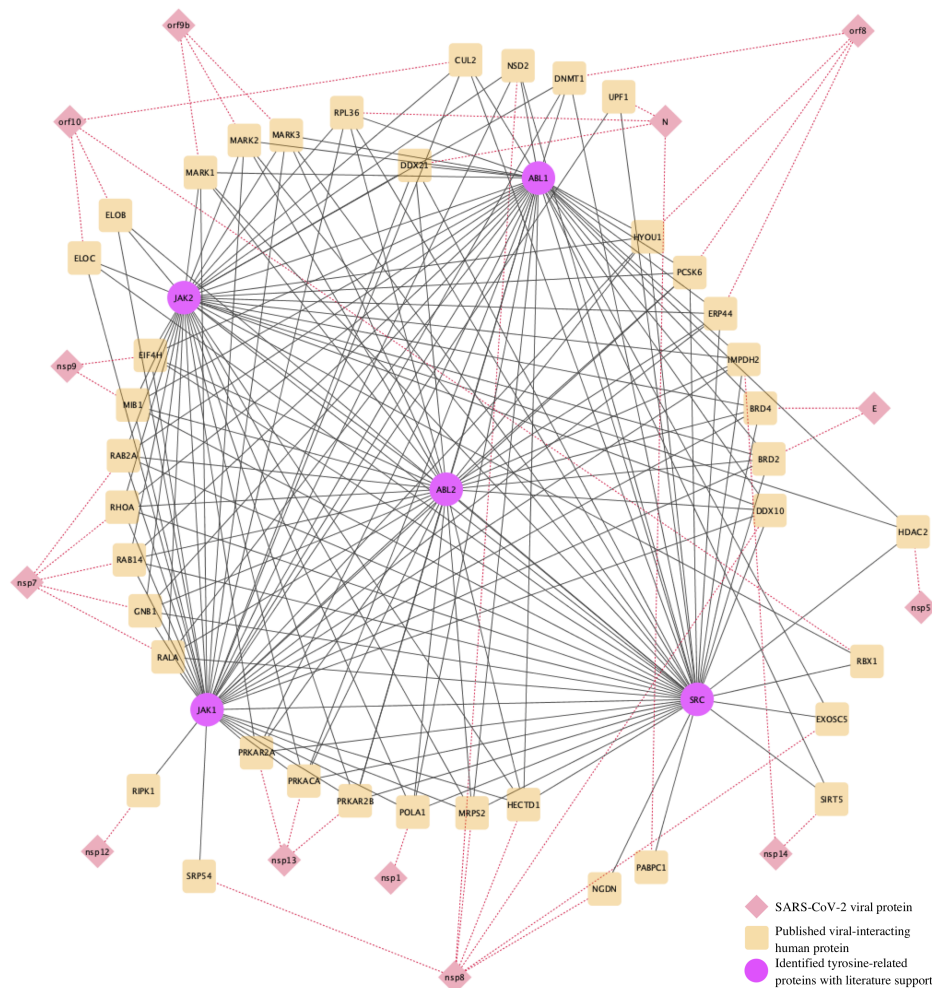 orf9b
orf8
CUL2
NSD2
DNMT1
UPF1
RPL36
orf10
N
MARK2
MARK3
DDX21
MARK1
ABL1
ELOB
HYOU1
ELOC
PCSK6
JAK2
ERP44
EIF4H
IMPDH2
nsp9
MIB1
BRD4
E
RAB2A
BRD2
ABL2
RHOA
DDX10
HDAC2
RAB14
nsp7
GNB1
nsp5
RALA
RBX1
JAK1
SRC
EXOSC5
PRKAR2A
PRKACA
RIPK1
PRKAR2B
SIRT5
POLA1
MRPS2
HECTD1
nsp12
nsp13
nsp14
SRP54
nsp1
PABPC1
NGDN
nsp8
SARS-CoV-2 viral protein
Published viral-interacting
human protein
Identified tyrosine-related
proteins with literature support